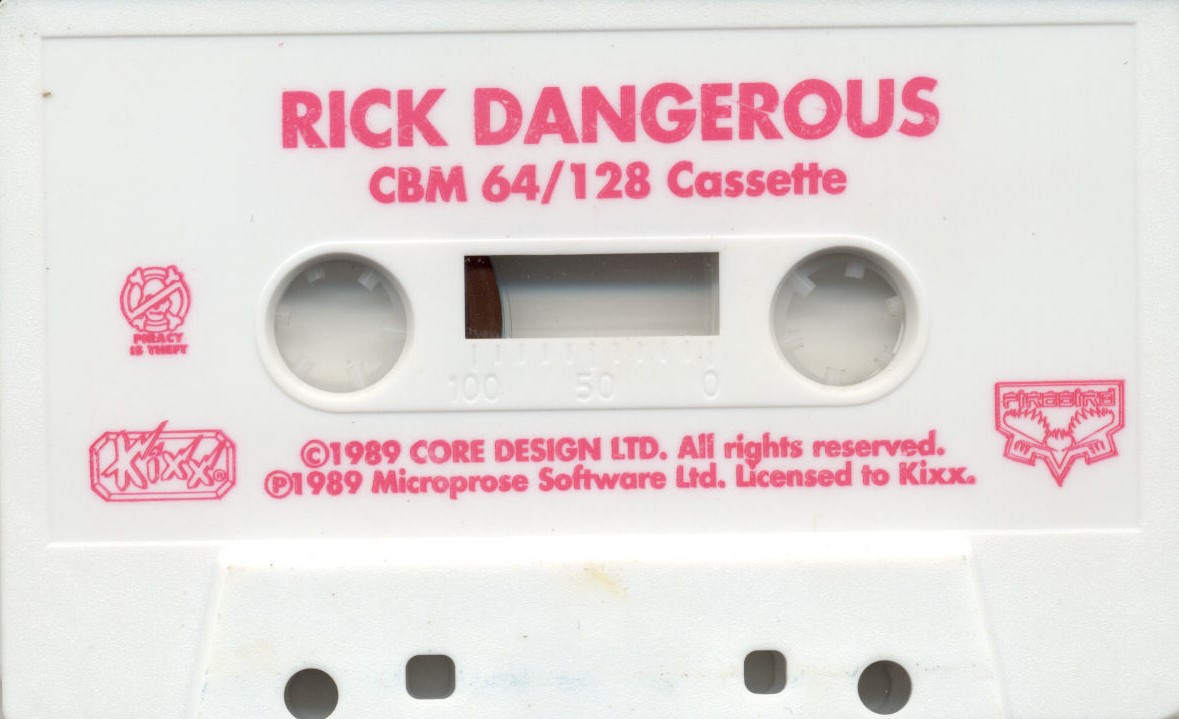 RICK DANGEROUS
CBM 64/128 Cassette
PIRACY
IS THEFT
100 50 0
FIREBIRD
Kixx®
©1989 CORE DESIGN LTD. All rights reserved.
℗1989 Microprose Software Ltd. Licensed to Kixx.